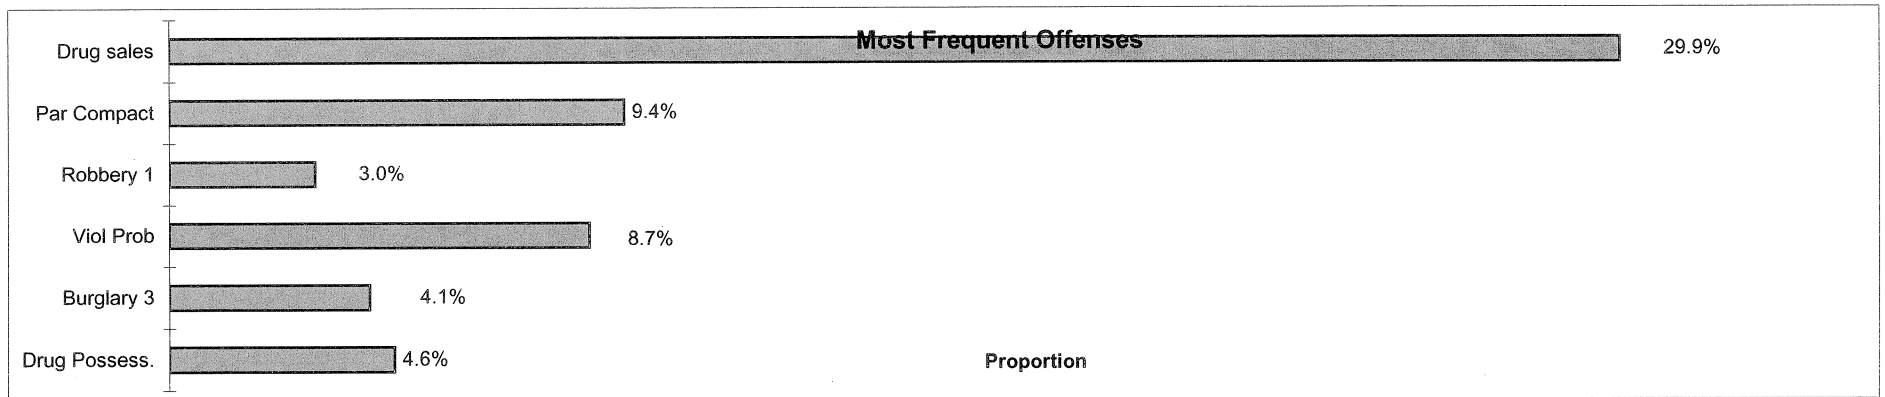 Most Frequent Offenses
Drug sales 29.9%
Par Compact 9.4%
Robbery 1 3.0%
Viol Prob 8.7%
Burglary 3 4.1%
Drug Possess. 4.6%
Proportion